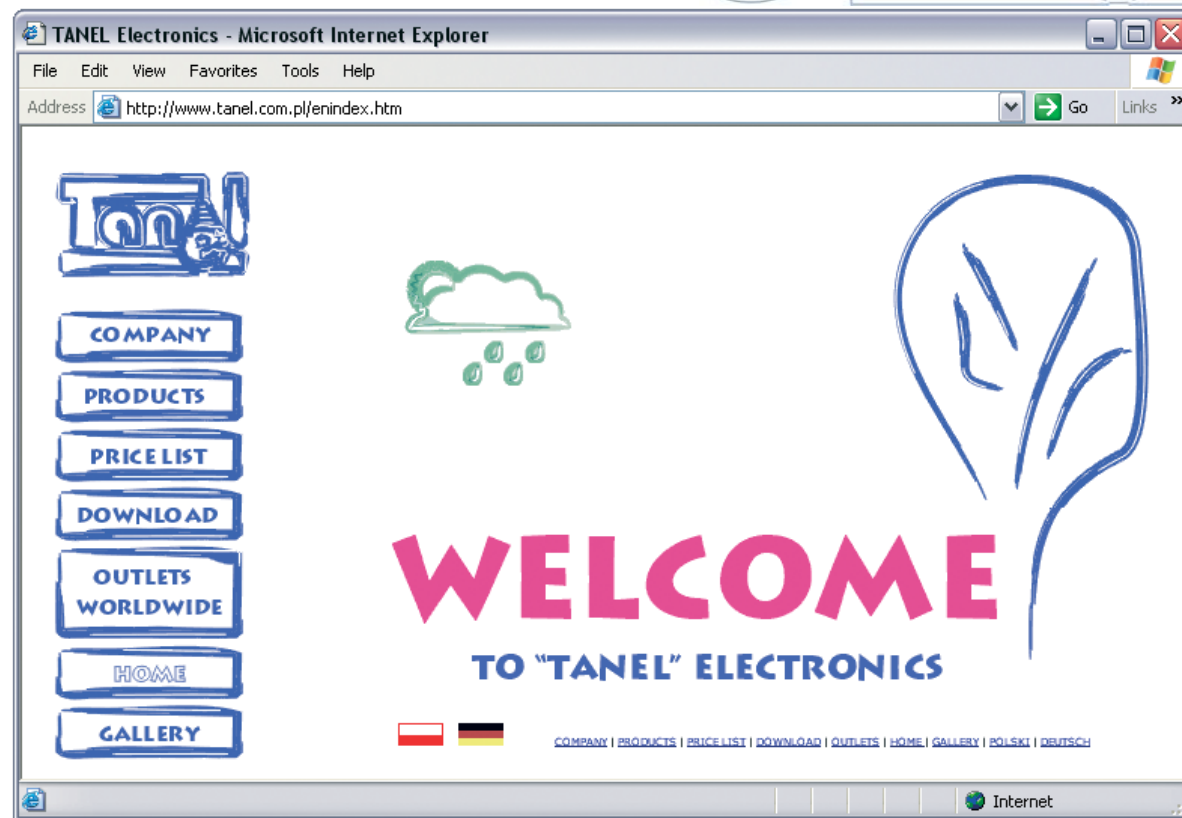 TANEL Electronics - Microsoft Internet Explorer
File Edit View Favorites Tools Help
Address http://www.tanel.com.pl/enindex.htm Go Links »
Tanel
COMPANY
PRODUCTS
PRICE LIST
DOWNLOAD
OUTLETS
WORLDWIDE
HOME
GALLERY
WELCOME
TO "TANEL" ELECTRONICS
COMPANY | PRODUCTS | PRICE LIST | DOWNLOAD | OUTLETS | HOME | GALLERY | POLSKI | DEUTSCH
Internet